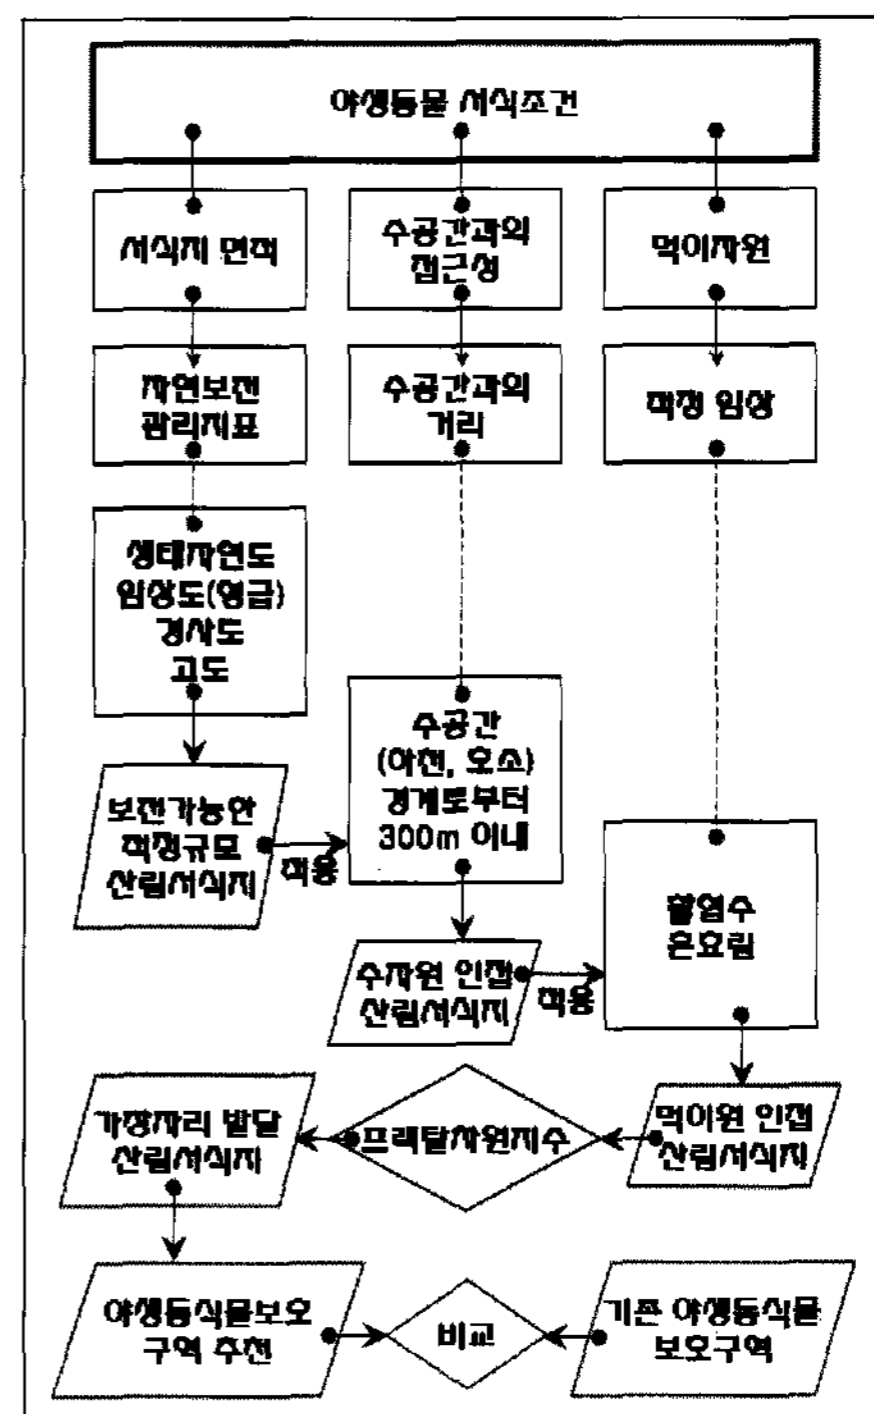 야생동물 서식조건
서식지 면적
수공간과의
접근성
먹이자원
자연보전
관리지표
수공간과의
거리
적정 임상
생태자연도
임상도(영급)
경사도
고도
수공간
(하천, 호소)
경계로부터
300m 이내
보전가능한
적정규모
산림서식지
적용
활엽수
혼효림
수자원 인접
산림서식지
적용
가장자리 발달
산림서식지
프랙탈차원지수
먹이원 인접
산림서식지
야생동식물보호
구역 추천
비교
기존 야생동식물
보호구역